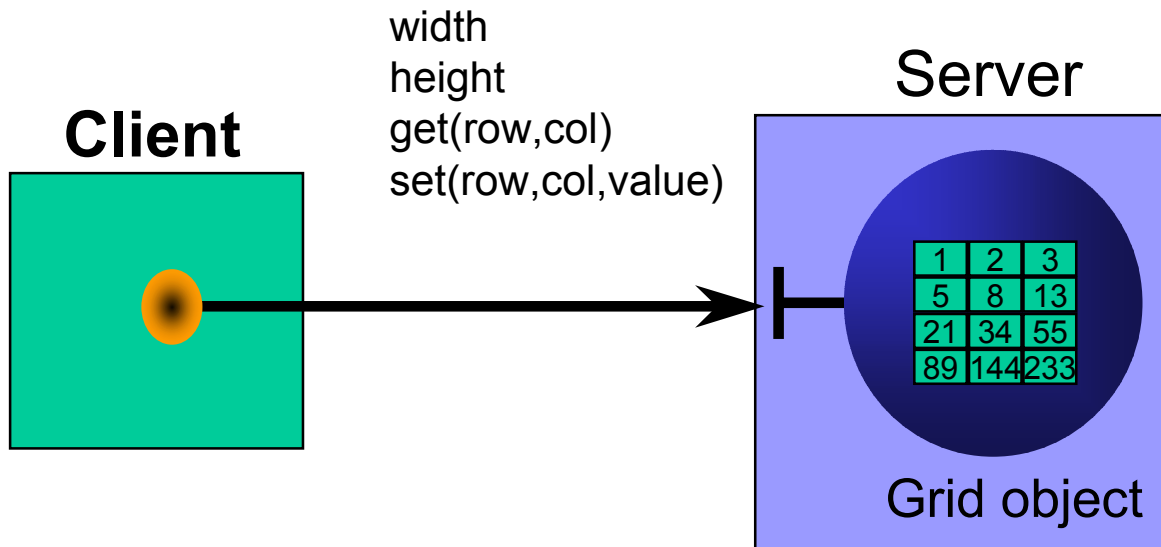 width
height
get(row,col)
set(row,col,value)
Client
Server
1 2 3
5 8 13
21 34 55
89 144 233
Grid object